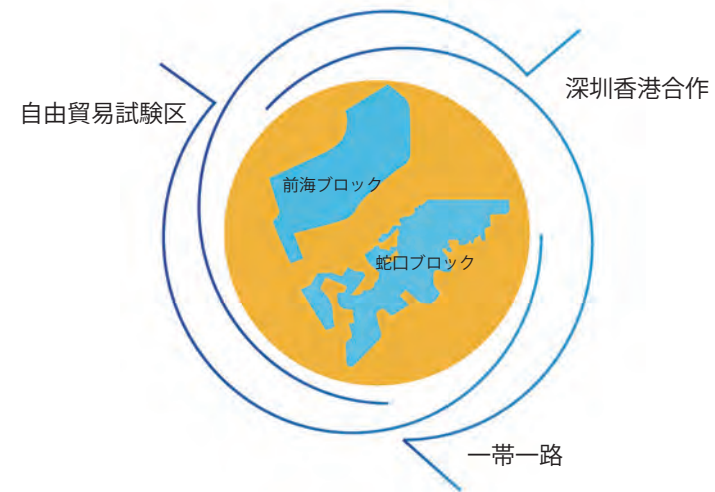 深圳香港合作
自由貿易試験区
前海ブロック
蛇口ブロック
一帯一路